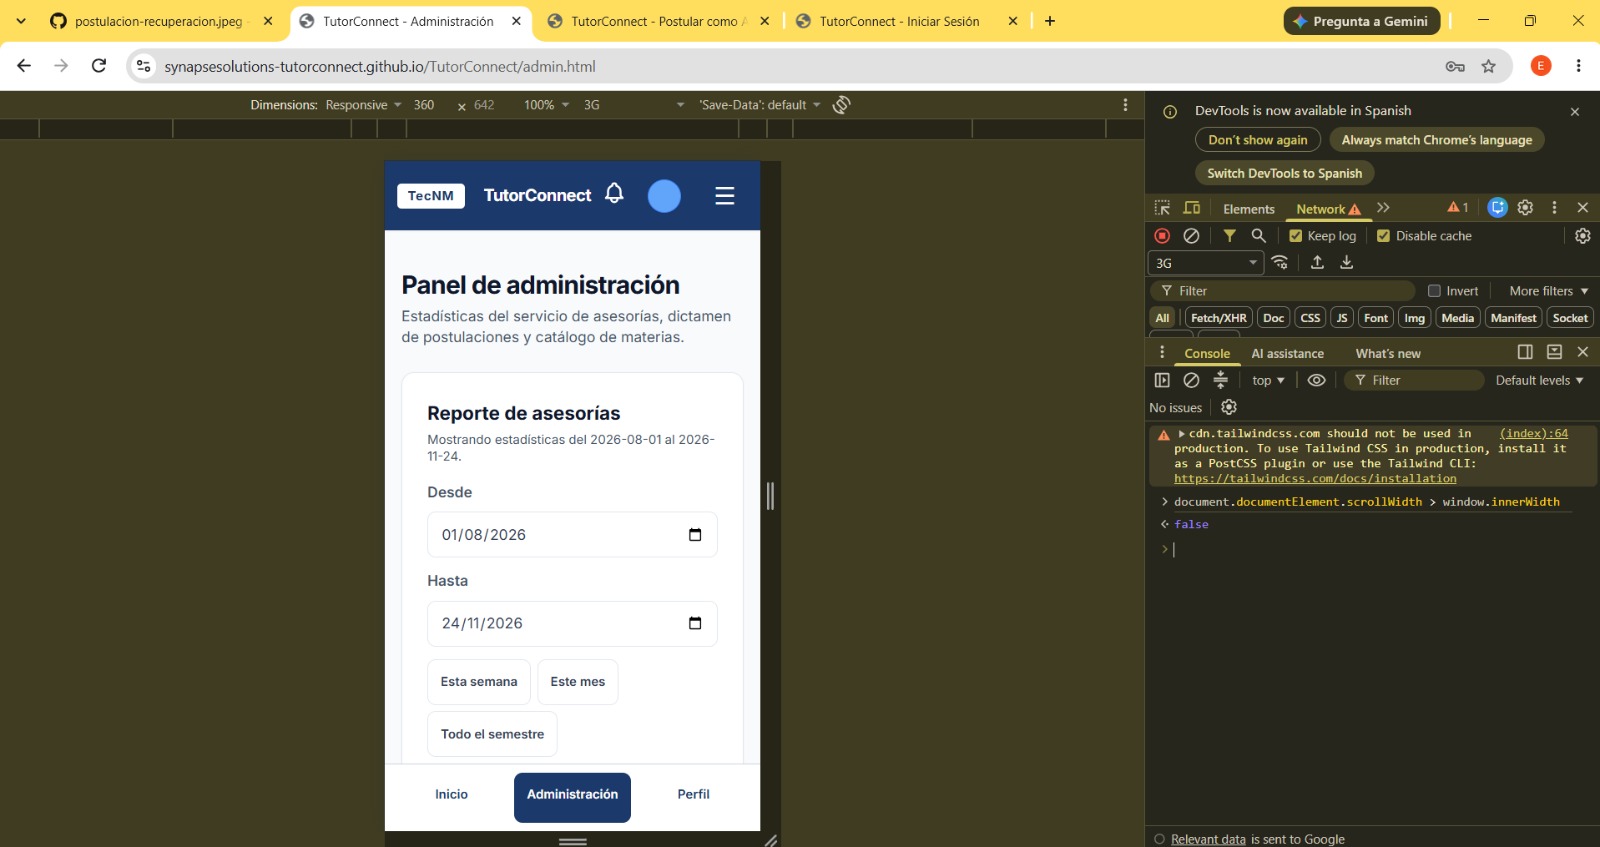 postulacion-recuperacion.jpeg
TutorConnect - Administración
TutorConnect - Postular como A
TutorConnect - Iniciar Sesión
Pregunta a Gemini
synapsesolutions-tutorconnect.github.io/TutorConnect/admin.html
E
Dimensions: Responsive 360 × 642 100% 3G 'Save-Data': default
TecNM
TutorConnect
Panel de administración
Estadísticas del servicio de asesorías, dictamen
de postulaciones y catálogo de materias.
Reporte de asesorías
Mostrando estadísticas del 2026-08-01 al 2026-
11-24.
Desde
01/08/2026
Hasta
24/11/2026
Esta semana
Este mes
Todo el semestre
Inicio
Administración
Perfil
DevTools is now available in Spanish
Don't show again
Always match Chrome's language
Switch DevTools to Spanish
Elements
Network
1
Keep log
Disable cache
3G
Filter
Invert
More filters
All
Fetch/XHR
Doc
CSS
JS
Font
Img
Media
Manifest
Socket
Console
AI assistance
What's new
top
Filter
Default levels
No issues
cdn.tailwindcss.com should not be used in (index):64
production. To use Tailwind CSS in production, install it
as a PostCSS plugin or use the Tailwind CLI:
https://tailwindcss.com/docs/installation
document.documentElement.scrollWidth > window.innerWidth
false
Relevant data is sent to Google